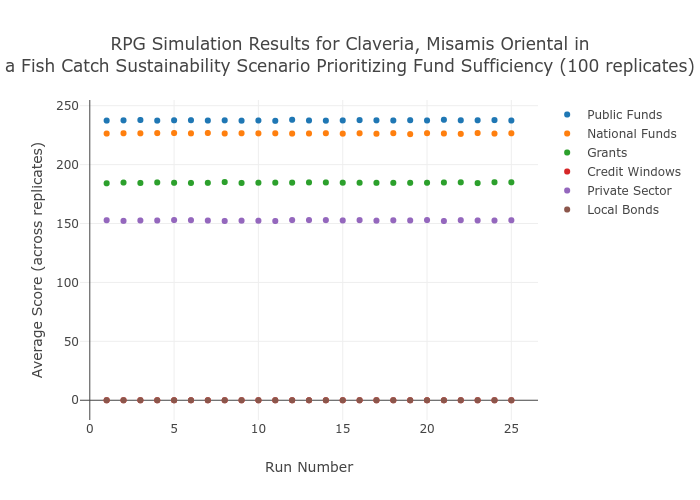 RPG Simulation Results for Claveria, Misamis Oriental in
a Fish Catch Sustainability Scenario Prioritizing Fund Sufficiency (100 replicates)
Average Score (across replicates)
250
200
150
100
50
0
0 5 10 15 20 25
Run Number
Public Funds
National Funds
Grants
Credit Windows
Private Sector
Local Bonds